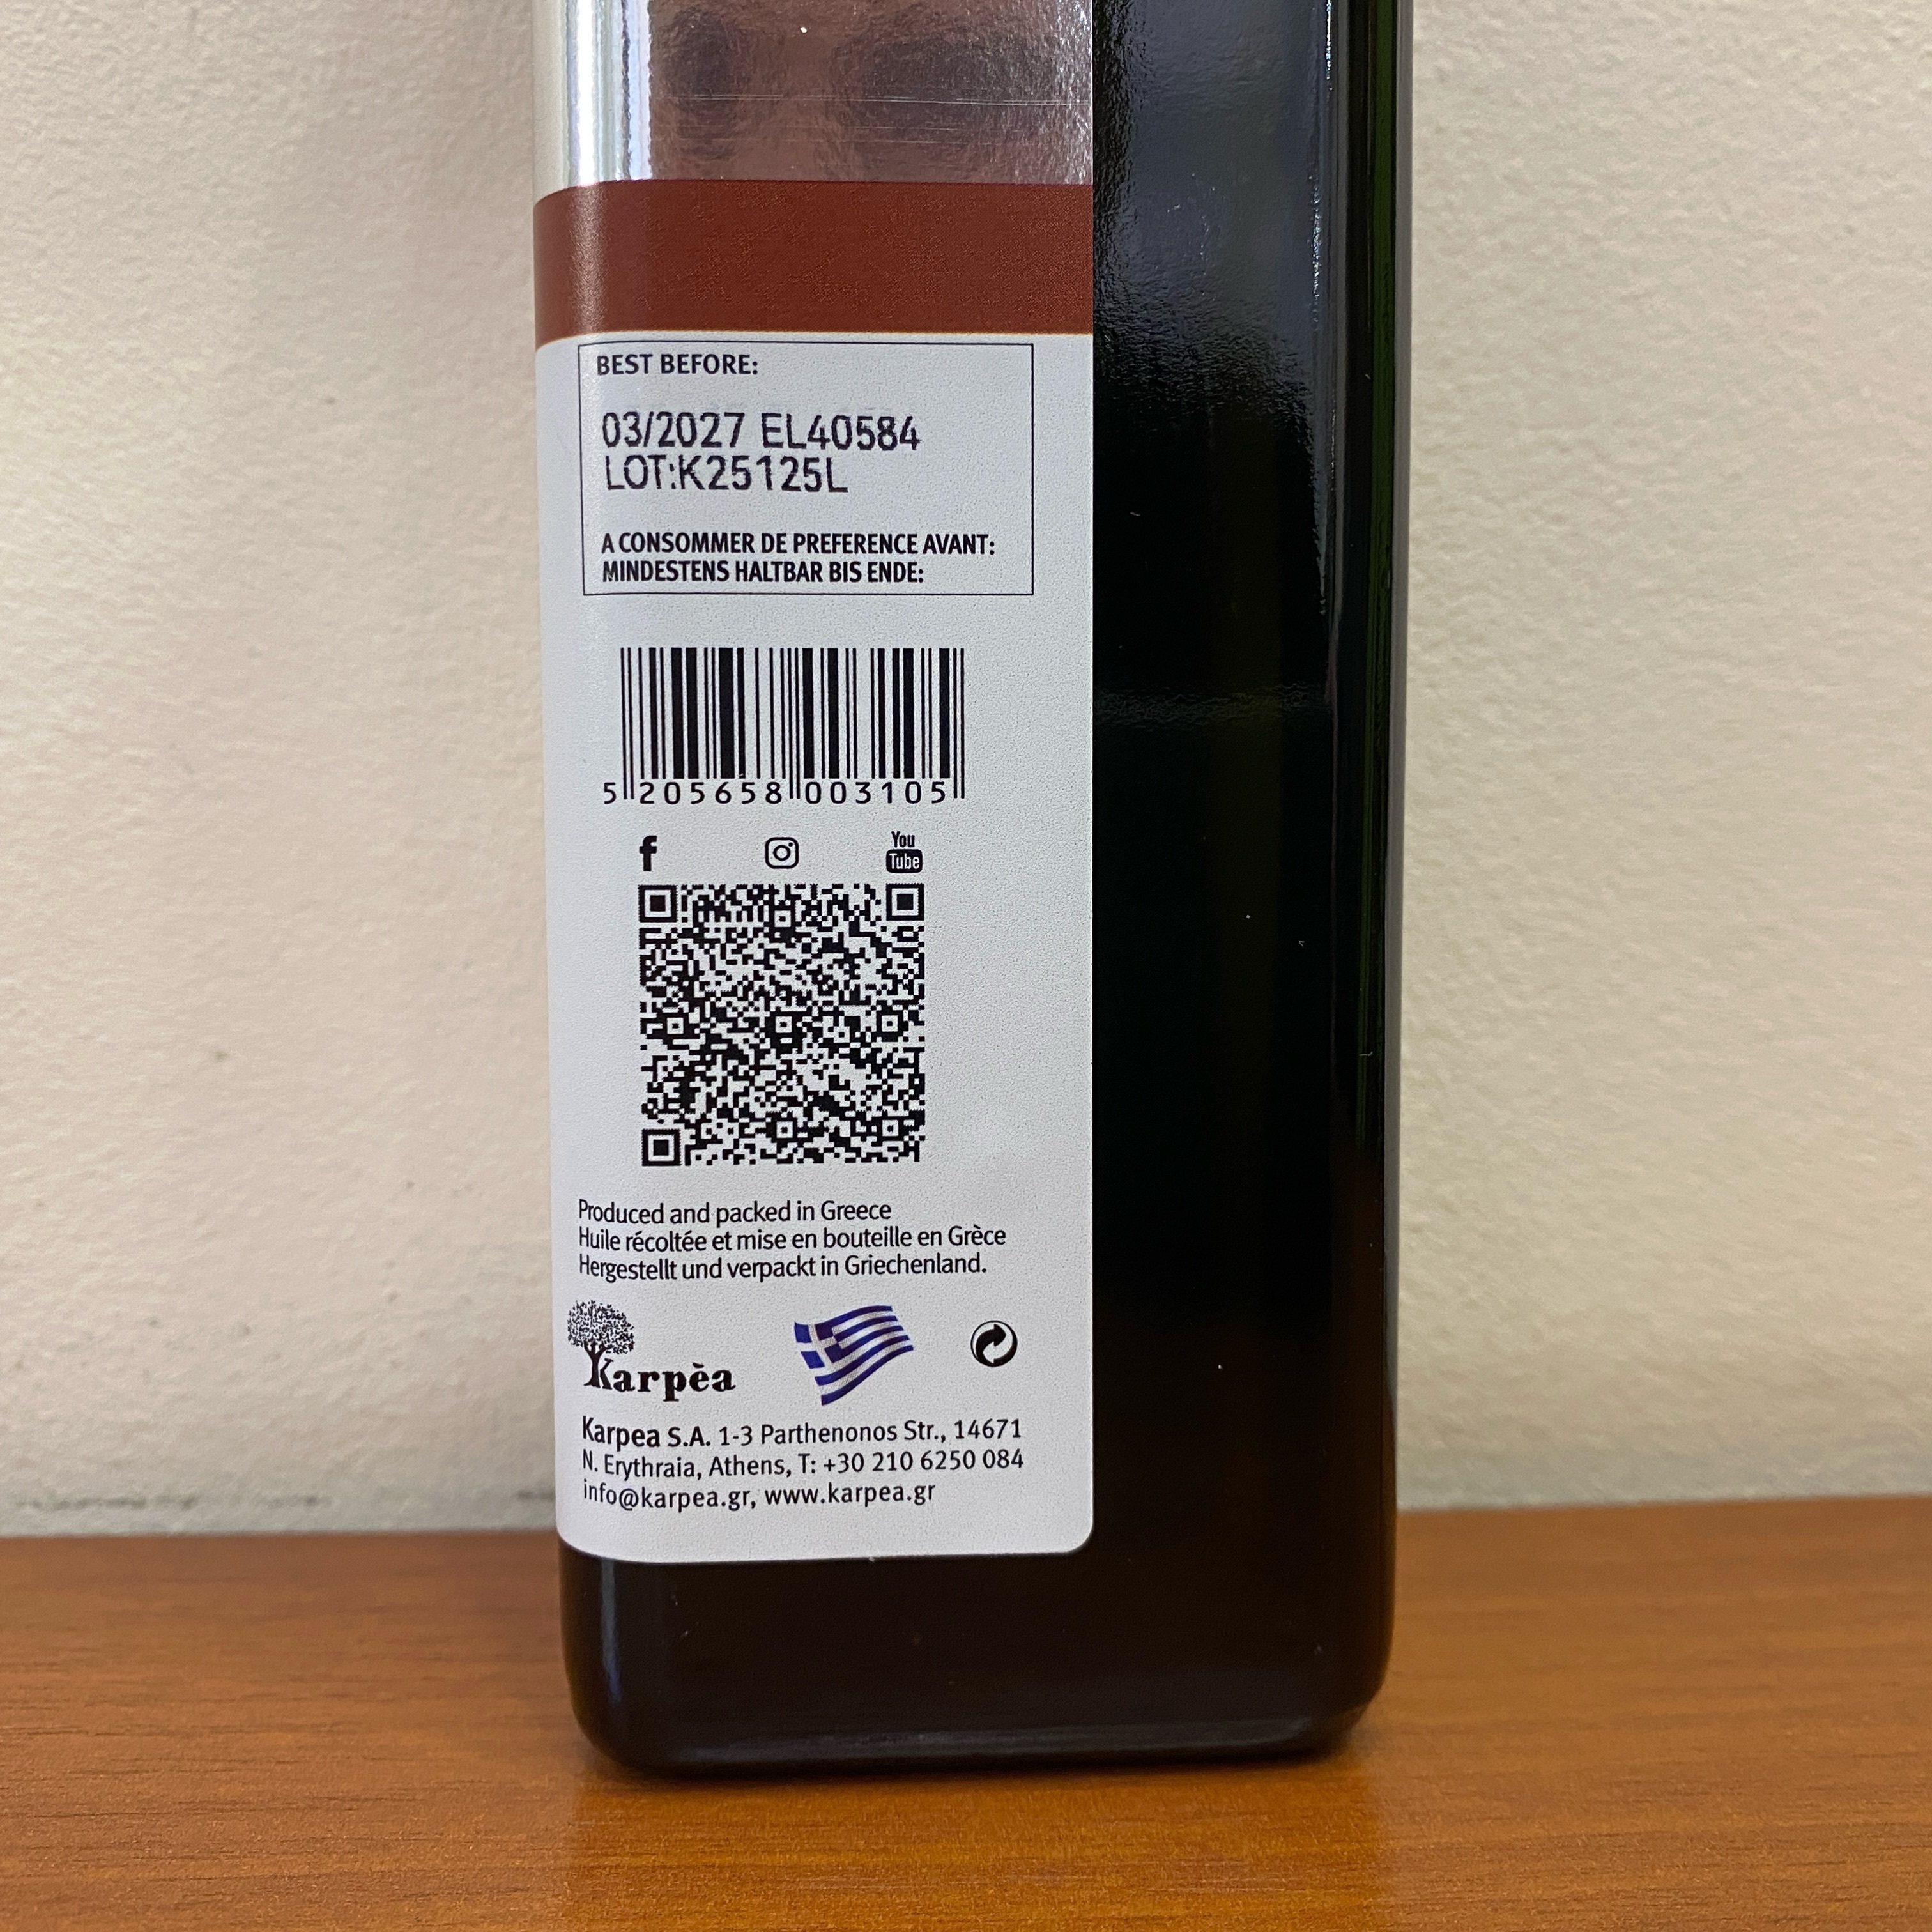 BEST BEFORE:
03/2027 EL40584
LOT:K25125L
A CONSOMMER DE PREFERENCE AVANT:
MINDESTENS HALTBAR BIS ENDE:
5 205658 003105
f
You
Tube
Produced and packed in Greece
Huile récoltée et mise en bouteille en Grèce
Hergestellt und verpackt in Griechenland.
Karpèa
Karpea S.A. 1-3 Parthenonos Str., 14671
N. Erythraia, Athens, T: +30 210 6250 084
info@karpea.gr, www.karpea.gr